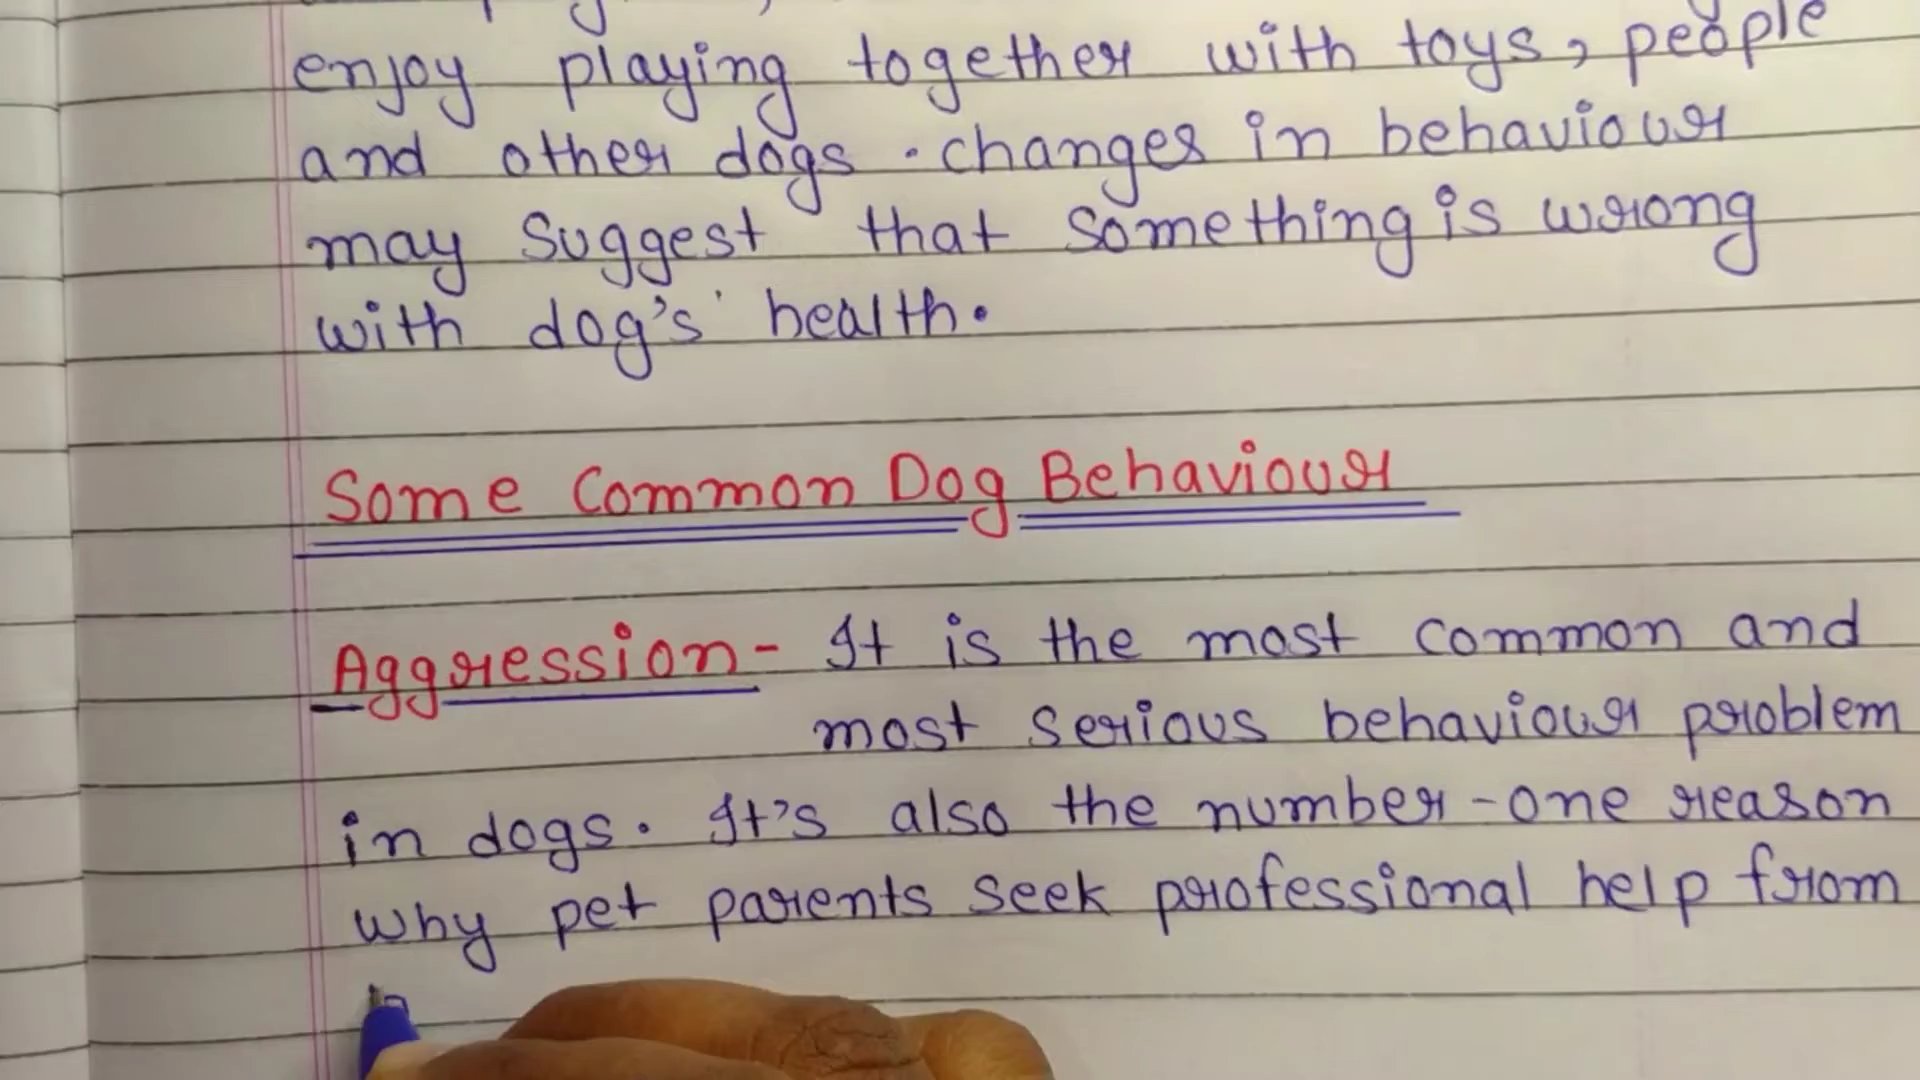 enjoy playing together with toys, people
and other dogs. changes in behaviour
may suggest that something is wrong
with dog's health.
Some Common Dog Behaviour
Aggression - It is the most common and
most serious behaviour problem
in dogs. It's also the number-one reason
why pet parents seek professional help from